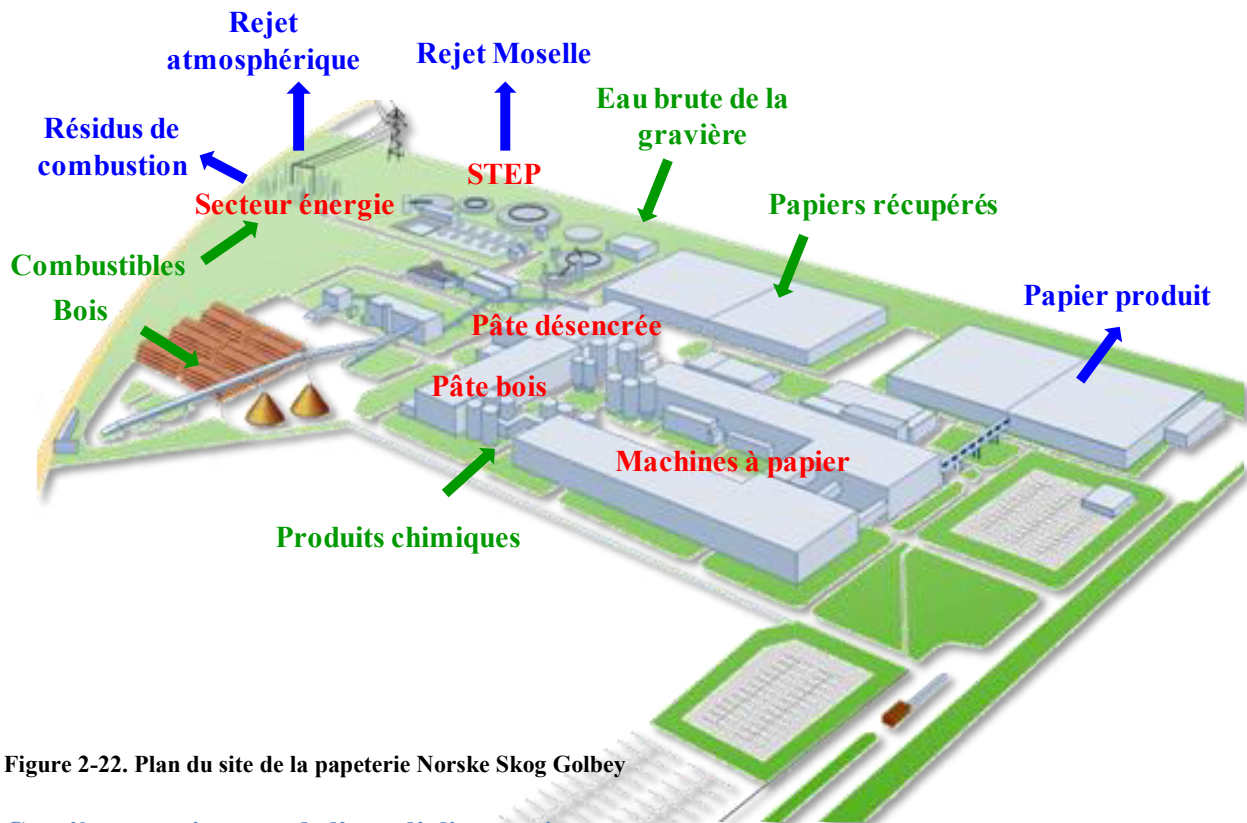 Rejet
atmosphérique
Rejet Moselle
Eau brute de la
gravière
Résidus de
combustion
STEP
Secteur énergie
Papiers récupérés
Combustibles
Bois
Papier produit
Pâte désencrée
Pâte bois
Machines à papier
Produits chimiques
Figure 2-22. Plan du site de la papeterie Norske Skog Golbey